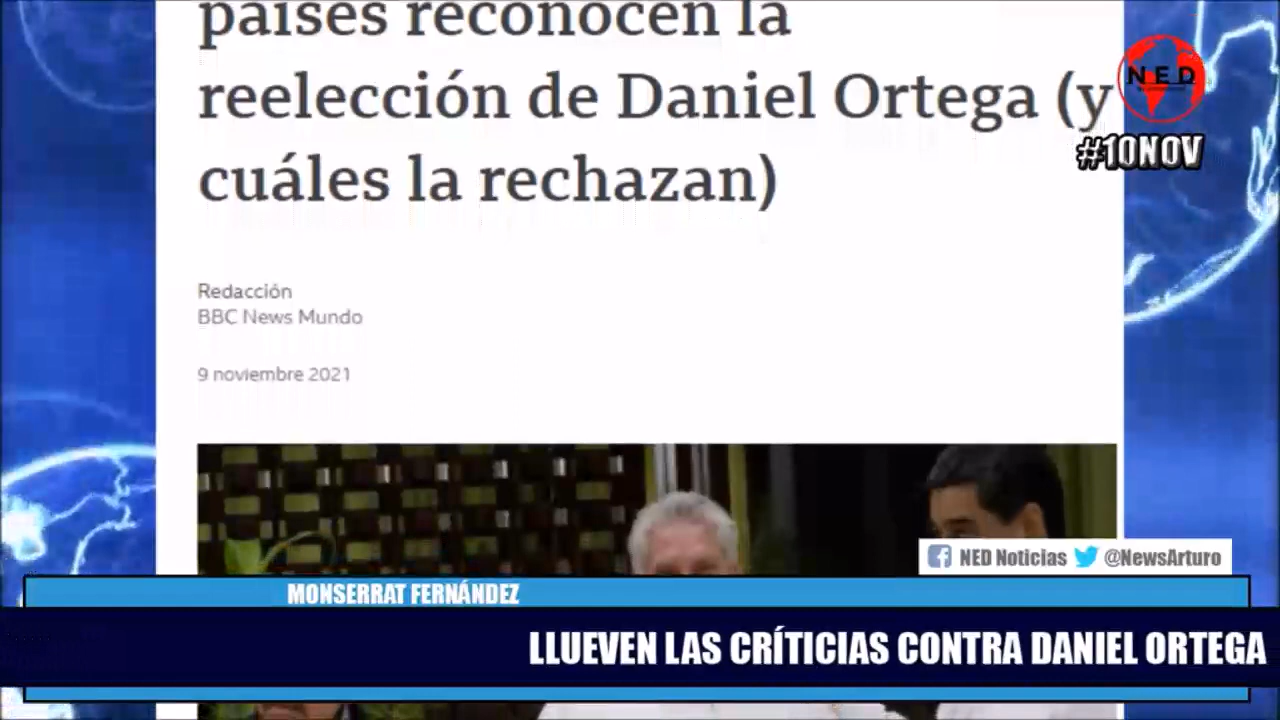 países reconocen la
reelección de Daniel Ortega (y
cuáles la rechazan)
NED
#10NOV
Redacción
BBC News Mundo
9 noviembre 2021
NED Noticias @NewsArturo
MONSERRAT FERNÁNDEZ
LLUEVEN LAS CRÍTICIAS CONTRA DANIEL ORTEGA